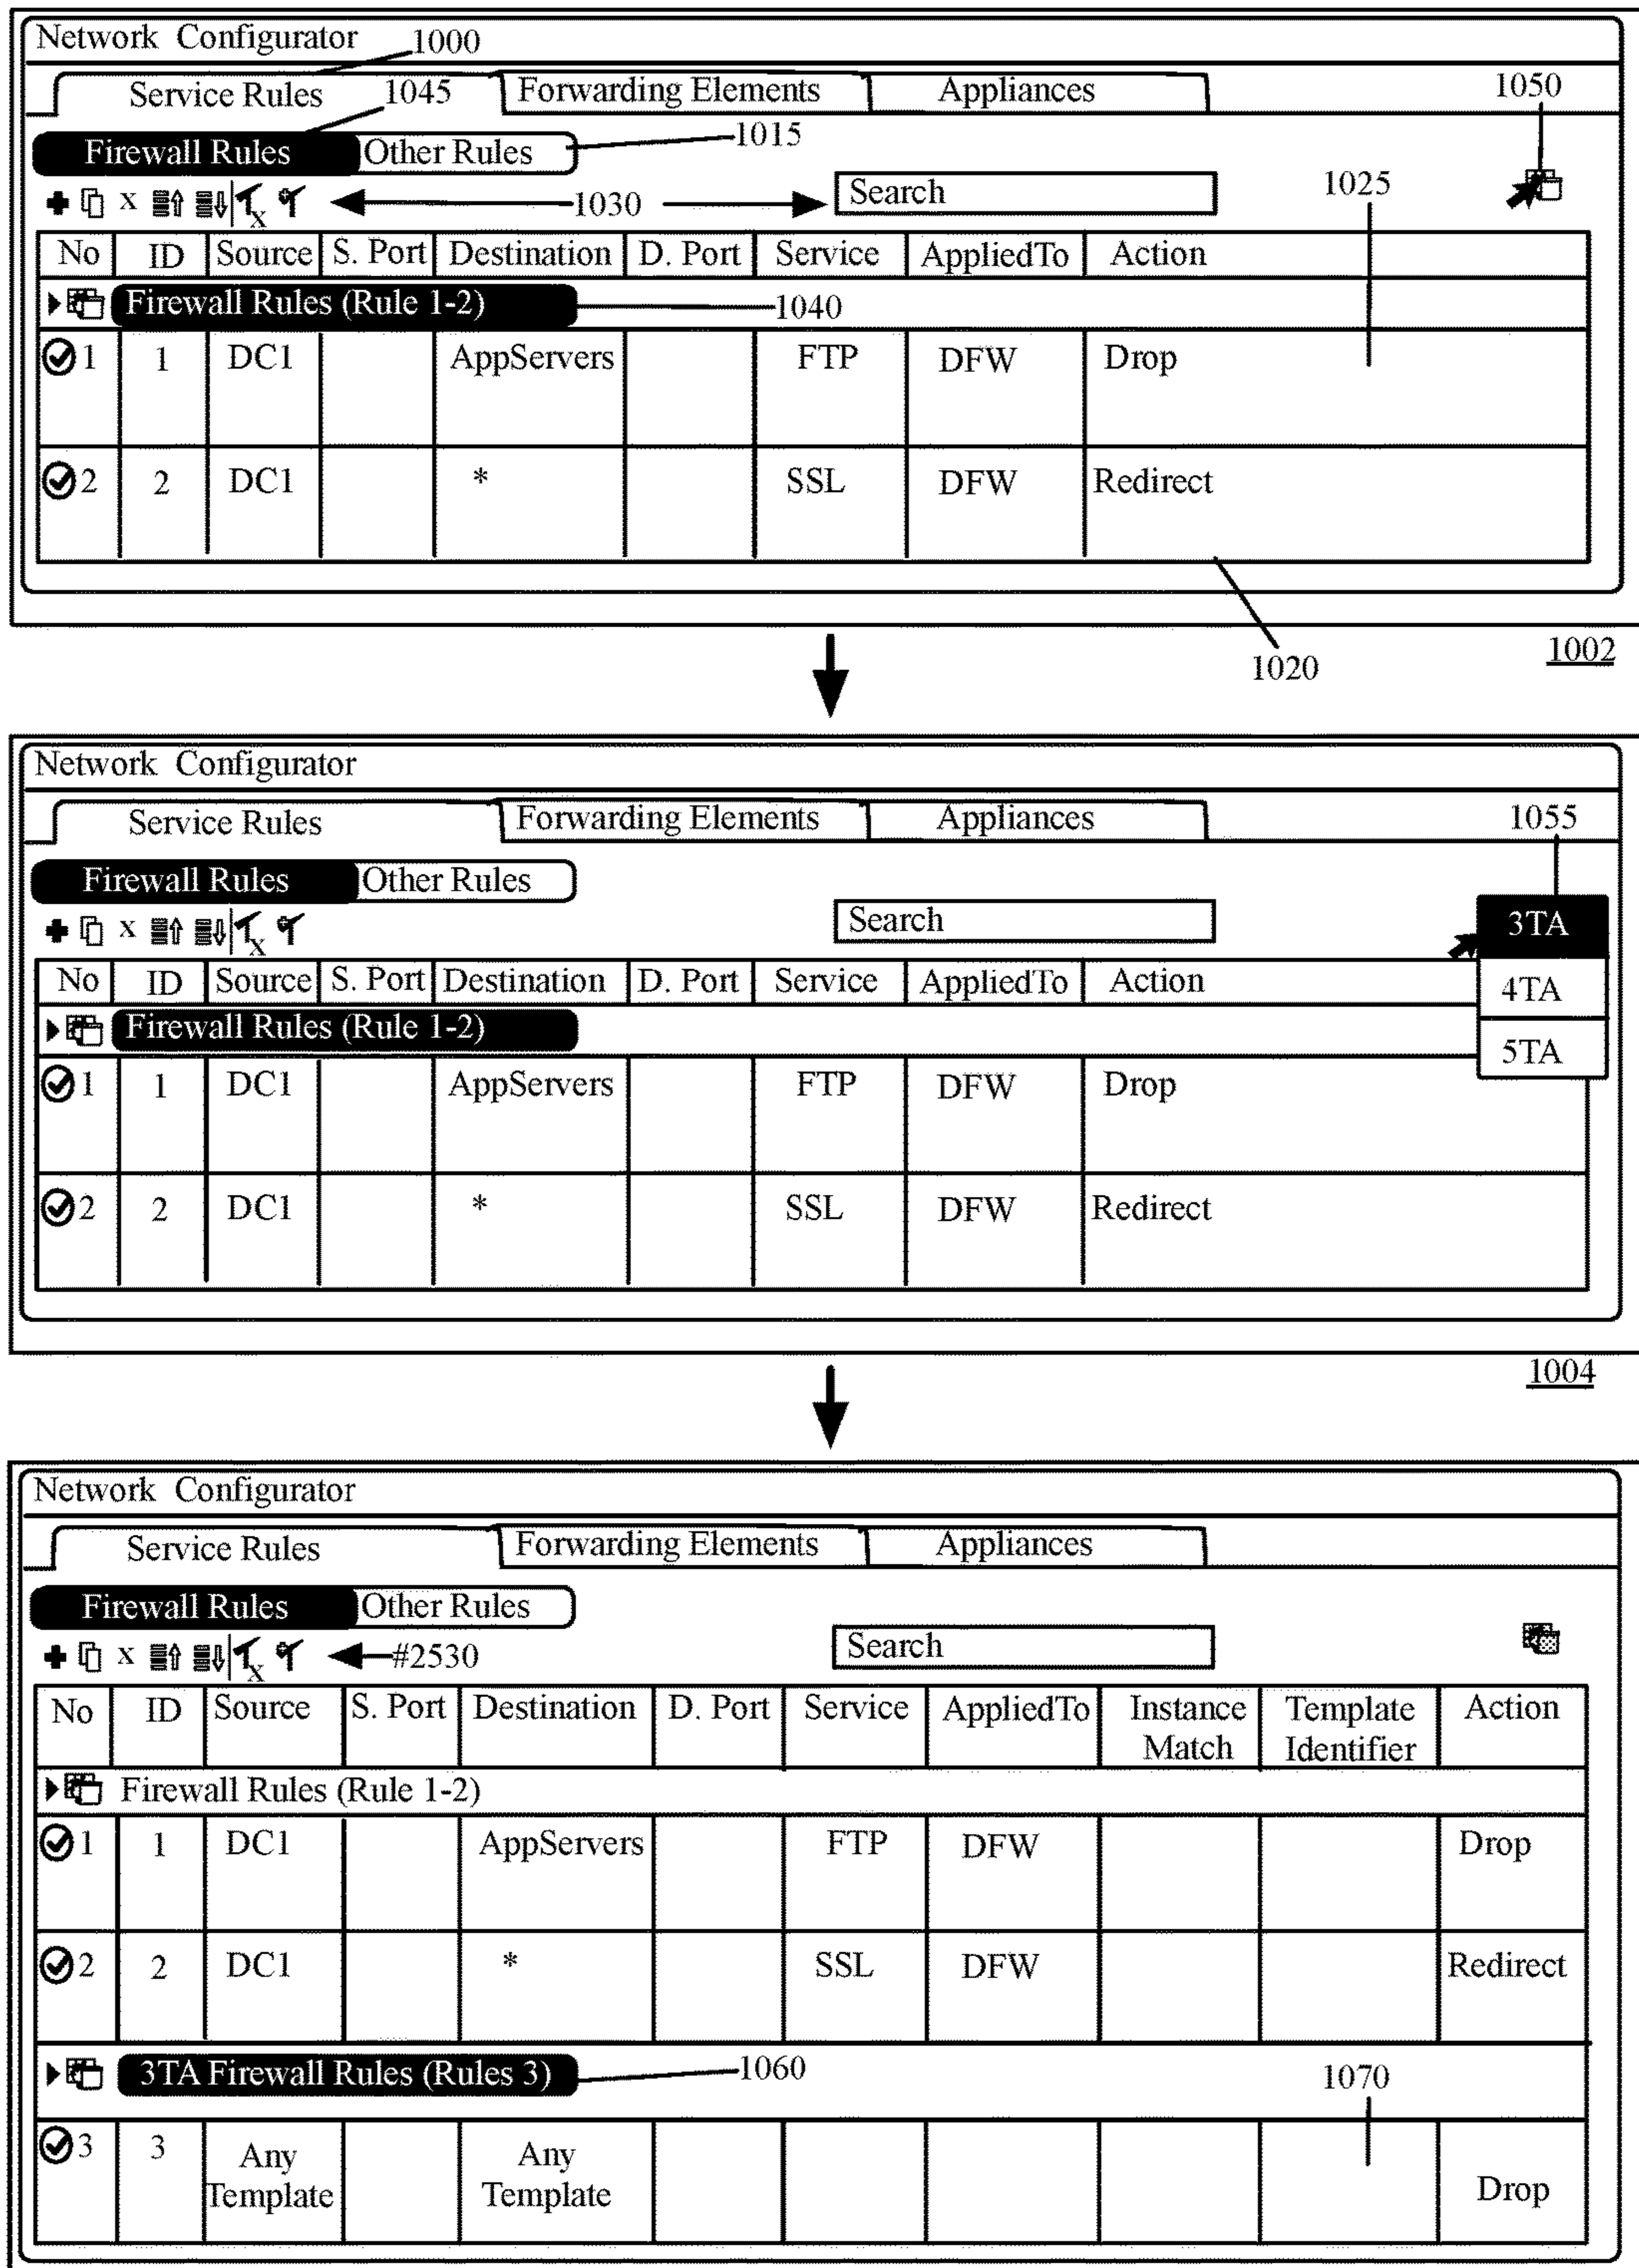 Network Configurator
1000
Service Rules
1045
Forwarding Elements
Appliances
1050
Firewall Rules
Other Rules
1015
x
X
1030
Search
1025
No ID Source S. Port Destination D. Port Service AppliedTo Action
Firewall Rules (Rule 1-2)
1040
1 1 DC1 AppServers FTP DFW Drop
2 2 DC1 * SSL DFW Redirect
1020
1002
Network Configurator
Service Rules
Forwarding Elements
Appliances
1055
Firewall Rules
Other Rules
x
X
Search
3TA
4TA
5TA
No ID Source S. Port Destination D. Port Service AppliedTo Action
Firewall Rules (Rule 1-2)
1 1 DC1 AppServers FTP DFW Drop
2 2 DC1 * SSL DFW Redirect
1004
Network Configurator
Service Rules
Forwarding Elements
Appliances
Firewall Rules
Other Rules
x
X
#2530
Search
No ID Source S. Port Destination D. Port Service AppliedTo Instance Template Action
Match Identifier
Firewall Rules (Rule 1-2)
1 1 DC1 AppServers FTP DFW Drop
2 2 DC1 * SSL DFW Redirect
3TA Firewall Rules (Rules 3)
1060
1070
3 3 Any Any
Template Template Drop